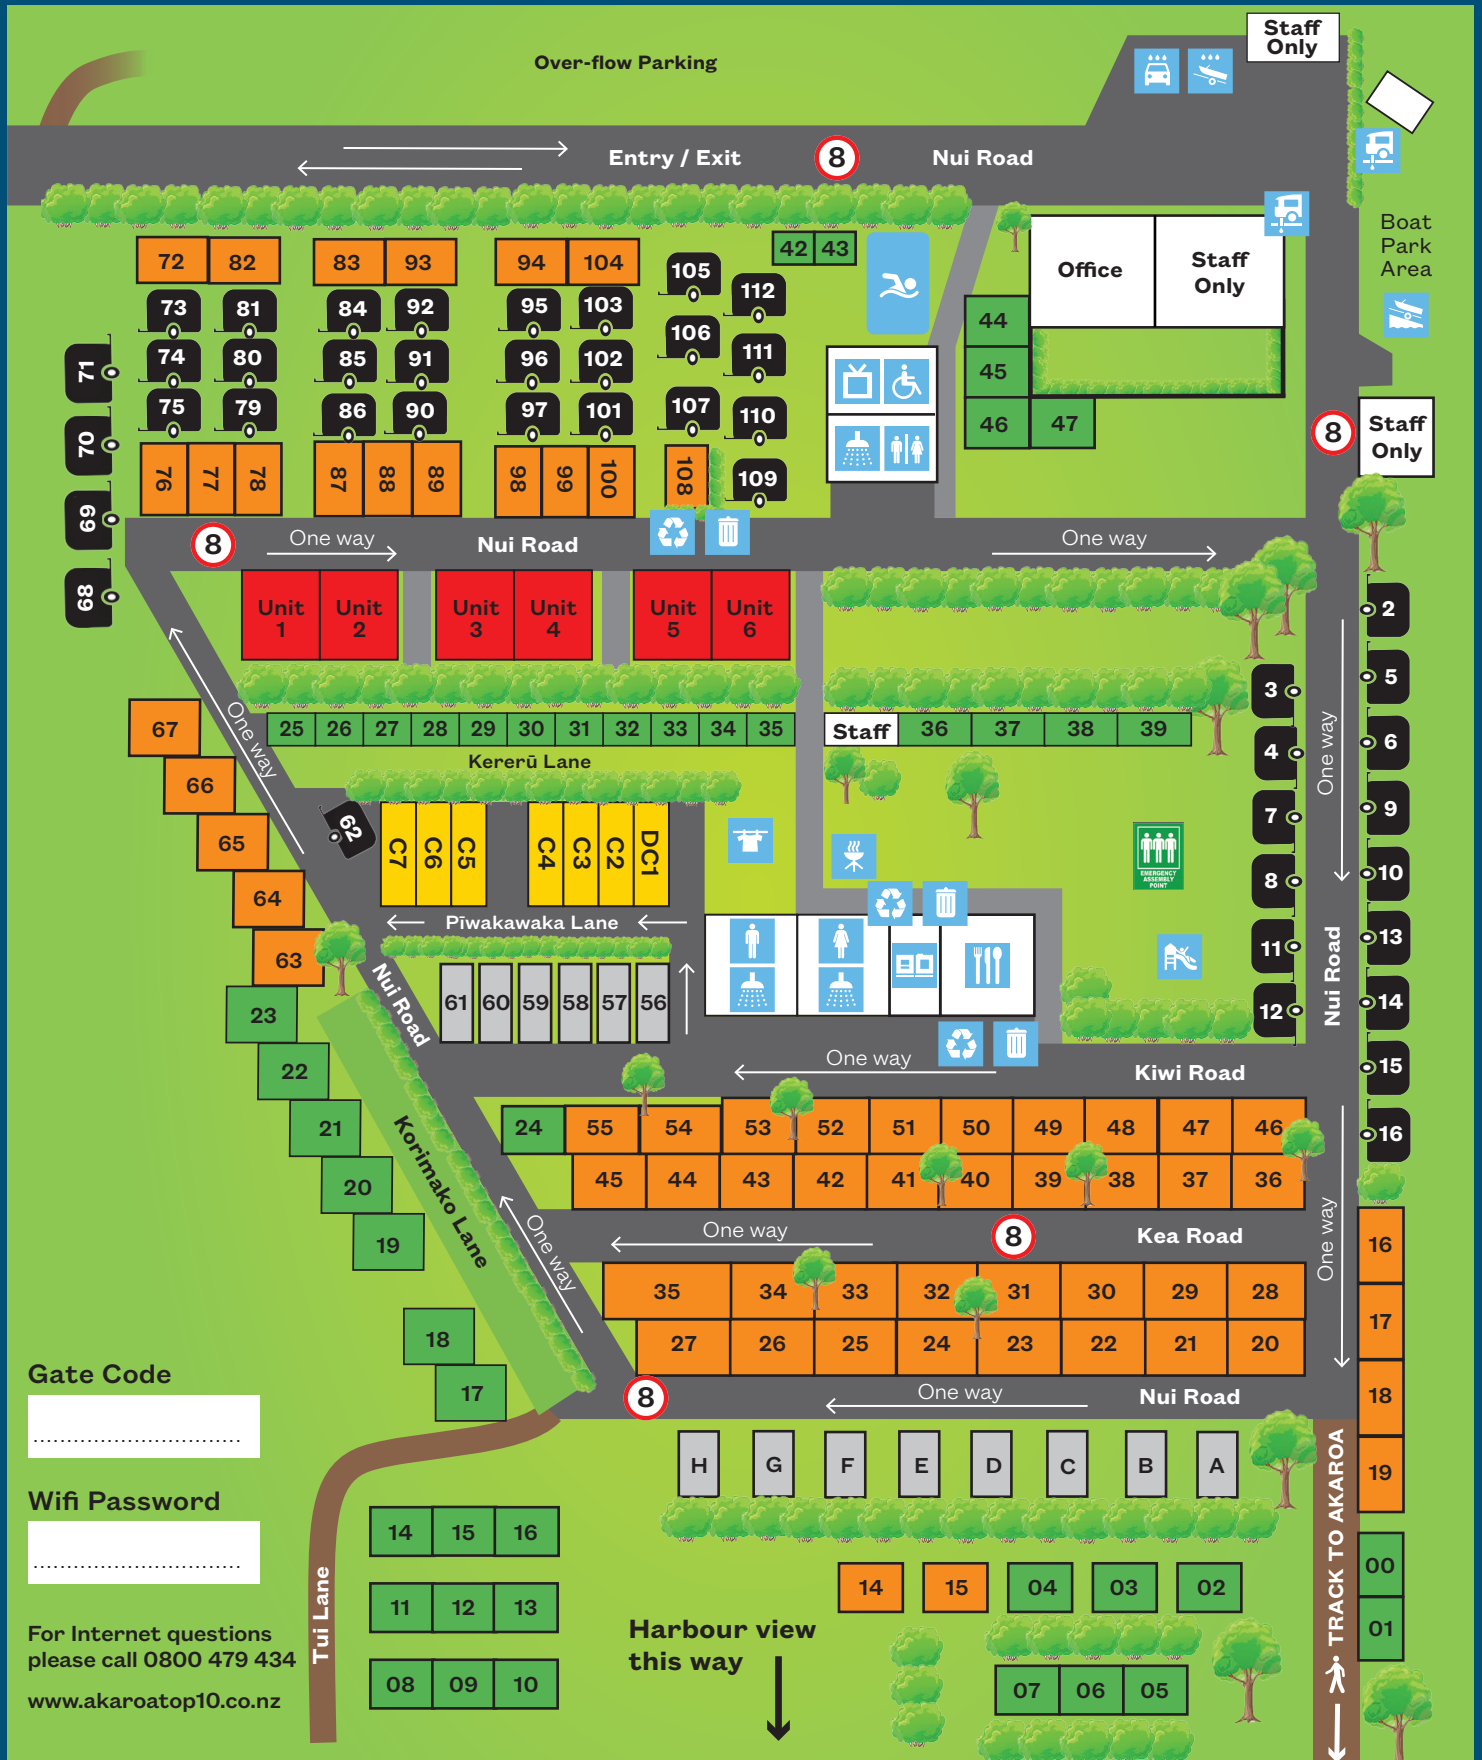 Staff
Only
Over-flow Parking
Entry / Exit
8
Nui Road
Boat
Park
Area
Office
Staff
Only
72
82
83
93
94
104
105
112
42
43
73
81
84
92
95
103
44
106
111
71
74
80
85
91
96
102
45
75
79
86
90
97
101
107
110
46
47
8
Staff
Only
70
76
77
78
87
88
89
98
99
100
108
109
69
8
One way
Nui Road
One way
68
Unit
1
Unit
2
Unit
3
Unit
4
Unit
5
Unit
6
2
3
5
67
One way
25
26
27
28
29
30
31
32
33
34
35
Staff
36
37
38
39
4
6
One way
Kererū Lane
66
62
C7
C6
C5
C4
C3
C2
DC1
7
9
65
EMERGENCY
ASSEMBLY
POINT
8
10
64
Pīwakawaka Lane
63
11
13
Nui Road
Nui Road
61
60
59
58
57
56
12
14
23
22
One way
Kiwi Road
15
21
Korimako Lane
24
55
54
53
52
51
50
49
48
47
46
16
20
45
44
43
42
41
40
39
38
37
36
19
One way
One way
8
Kea Road
One way
16
35
34
33
32
31
30
29
28
17
18
27
26
25
24
23
22
21
20
17
8
One way
Nui Road
18
Gate Code
..............................
H
G
F
E
D
C
B
A
19
TRACK TO AKAROA
Wifi Password
..............................
14
15
16
14
15
04
03
02
00
11
12
13
01
Tui Lane
For Internet questions
please call 0800 479 434
www.akaroatop10.co.nz
Harbour view
this way
08
09
10
07
06
05